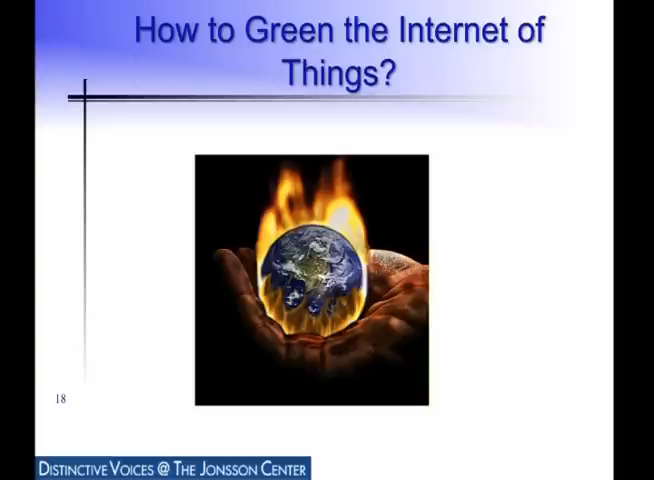 How to Green the Internet of
Things?
18
DISTINCTIVE VOICES @ THE JONSSON CENTER